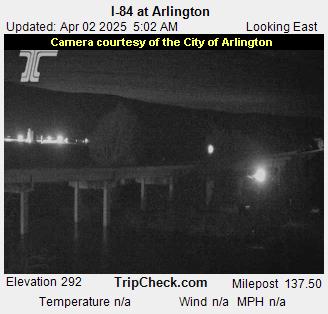 I-84 at Arlington
Updated: Apr 02 2025 5:02 AM Looking East
Camera courtesy of the City of Arlington
Elevation 292 TripCheck.com Milepost 137.50
Temperature n/a Wind n/a MPH n/a